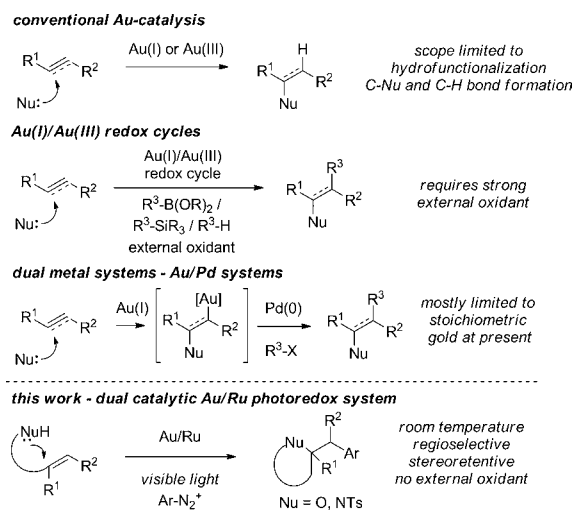 conventional Au-catalysis
R¹ R² Nu:
Au(I) or Au(III)
R¹ H R² Nu
scope limited to
hydrofunctionalization
C-Nu and C-H bond formation
Au(I)/Au(III) redox cycles
R¹ R² Nu:
Au(I)/Au(III)
redox cycle
R³-B(OR)₂ /
R³-SiR₃ / R³-H
external oxidant
R¹ R³ R² Nu
requires strong
external oxidant
dual metal systems - Au/Pd systems
R¹ R² Nu:
Au(I)
[Au] R¹ R² Nu
Pd(0)
R³-X
R¹ R³ R² Nu
mostly limited to
stoichiometric
gold at present
this work - dual catalytic Au/Ru photoredox system
NuH R² R¹
Au/Ru
visible light
Ar-N₂⁺
Nu R² Ar R¹
Nu = O, NTs
room temperature
regioselective
stereoretentive
no external oxidant